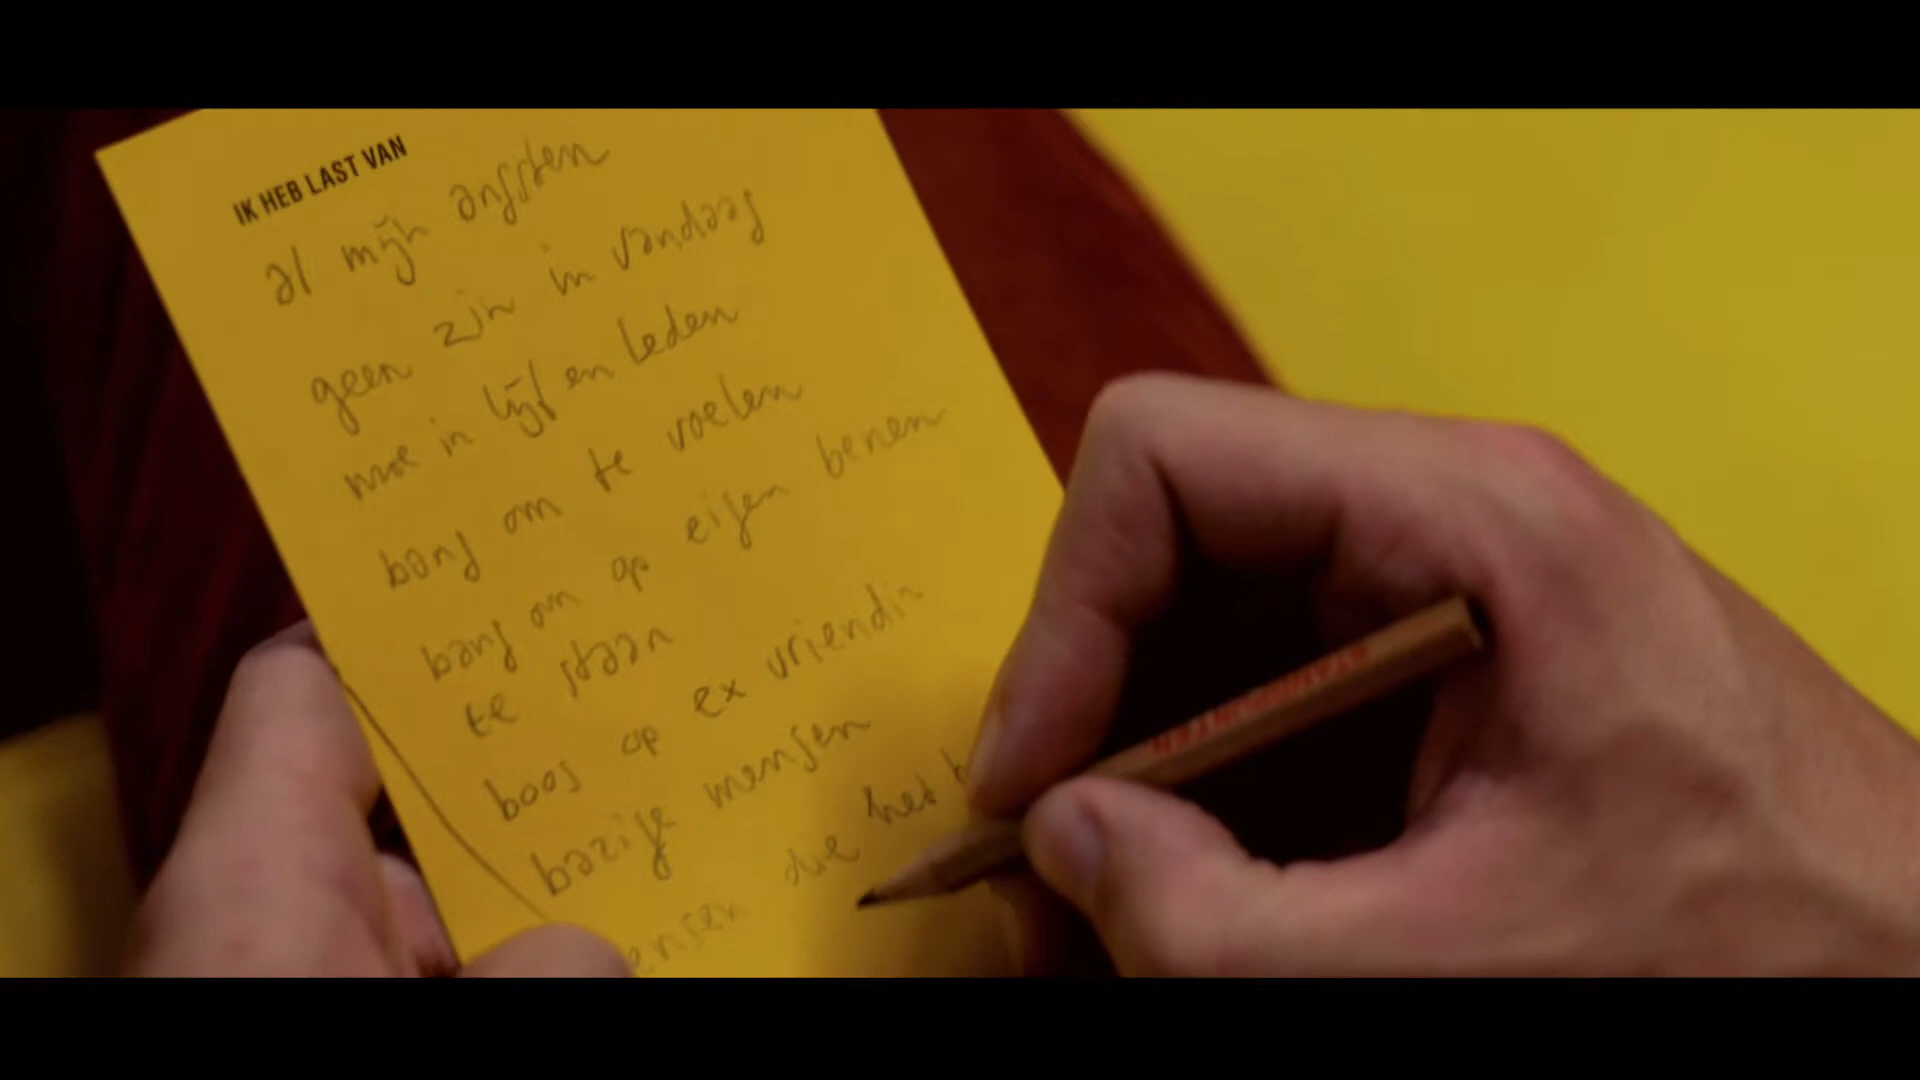 IK HEB LAST VAN
al mijn angsten
geen zin in vandaag
moe in lijf en leden
bang om te voelen
bang om op eigen benen
te staan
boos op ex vriendin
bazige mensen
die het